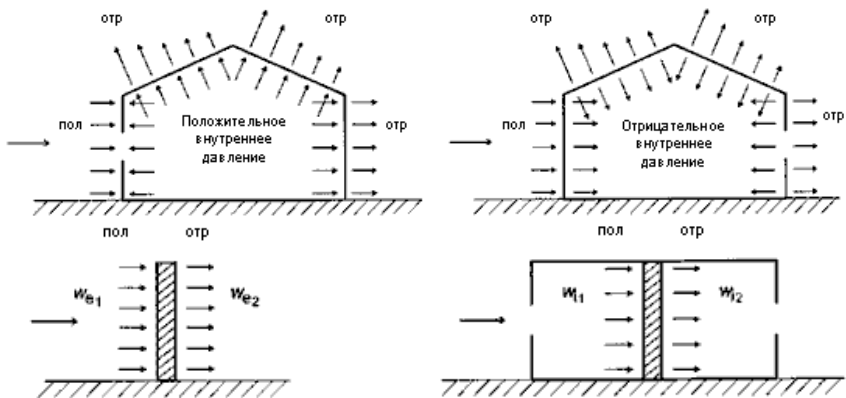 отр
отр
отр
отр
пол
Положительное
внутреннее
давление
отр
пол
Отрицательное
внутреннее
давление
отр
пол
отр
We1
We2
пол
отр
Wi1
Wi2